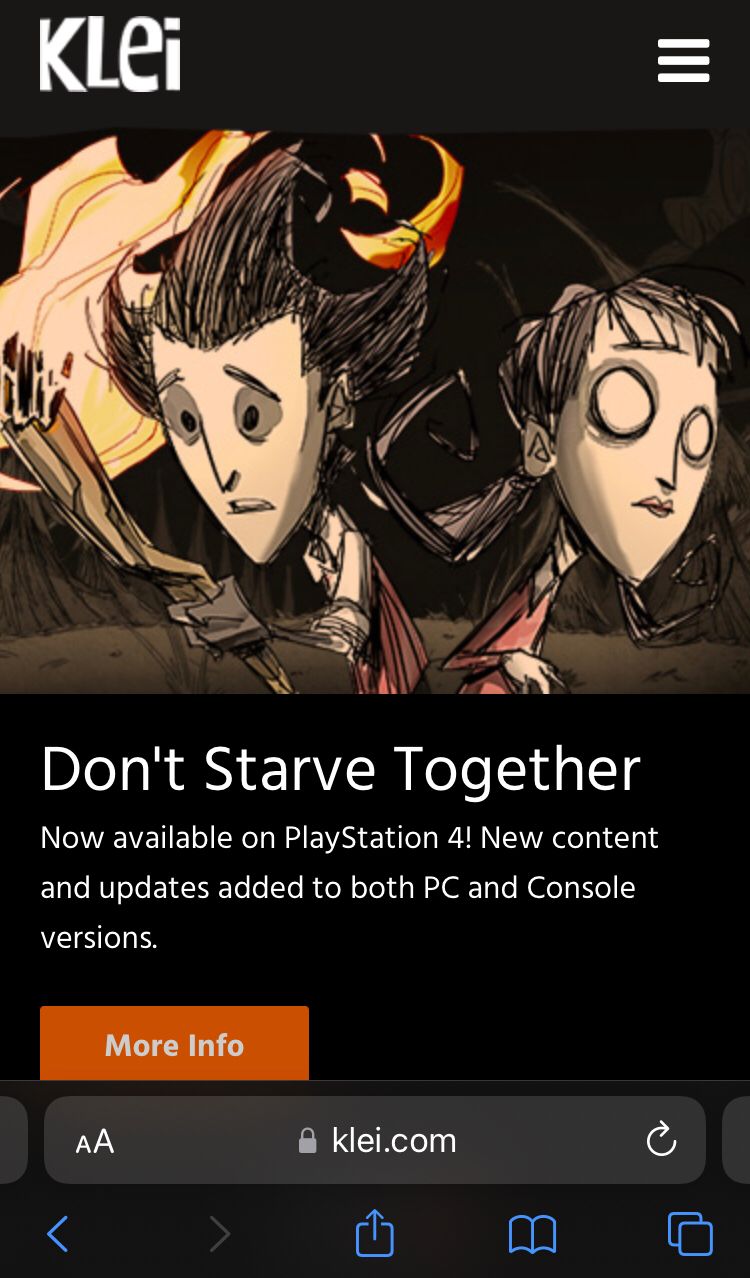 Klei
Don't Starve Together
Now available on PlayStation 4! New content
and updates added to both PC and Console
versions.
More Info
AA
klei.com